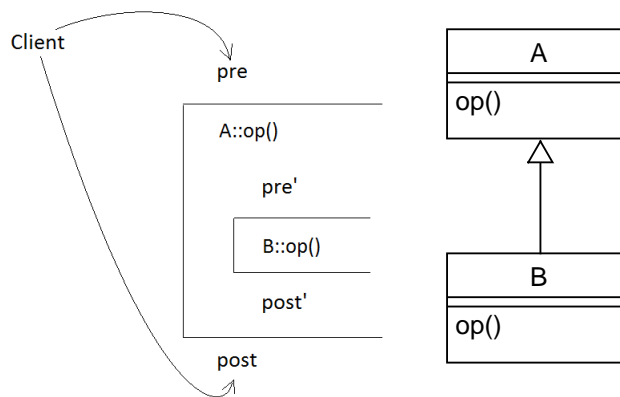 Client
pre
A::op()
pre'
B::op()
post'
post
A
op()
B
op()